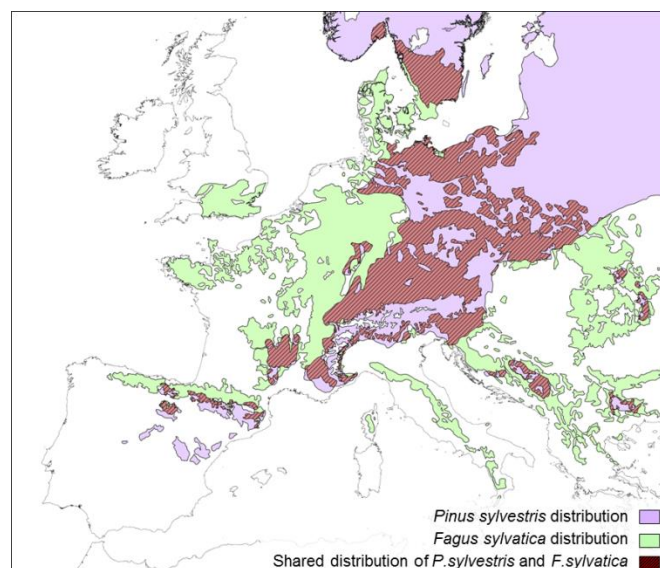 Pinus sylvestris distribution
Fagus sylvatica distribution
Shared distribution of P.sylvestris and F.sylvatica